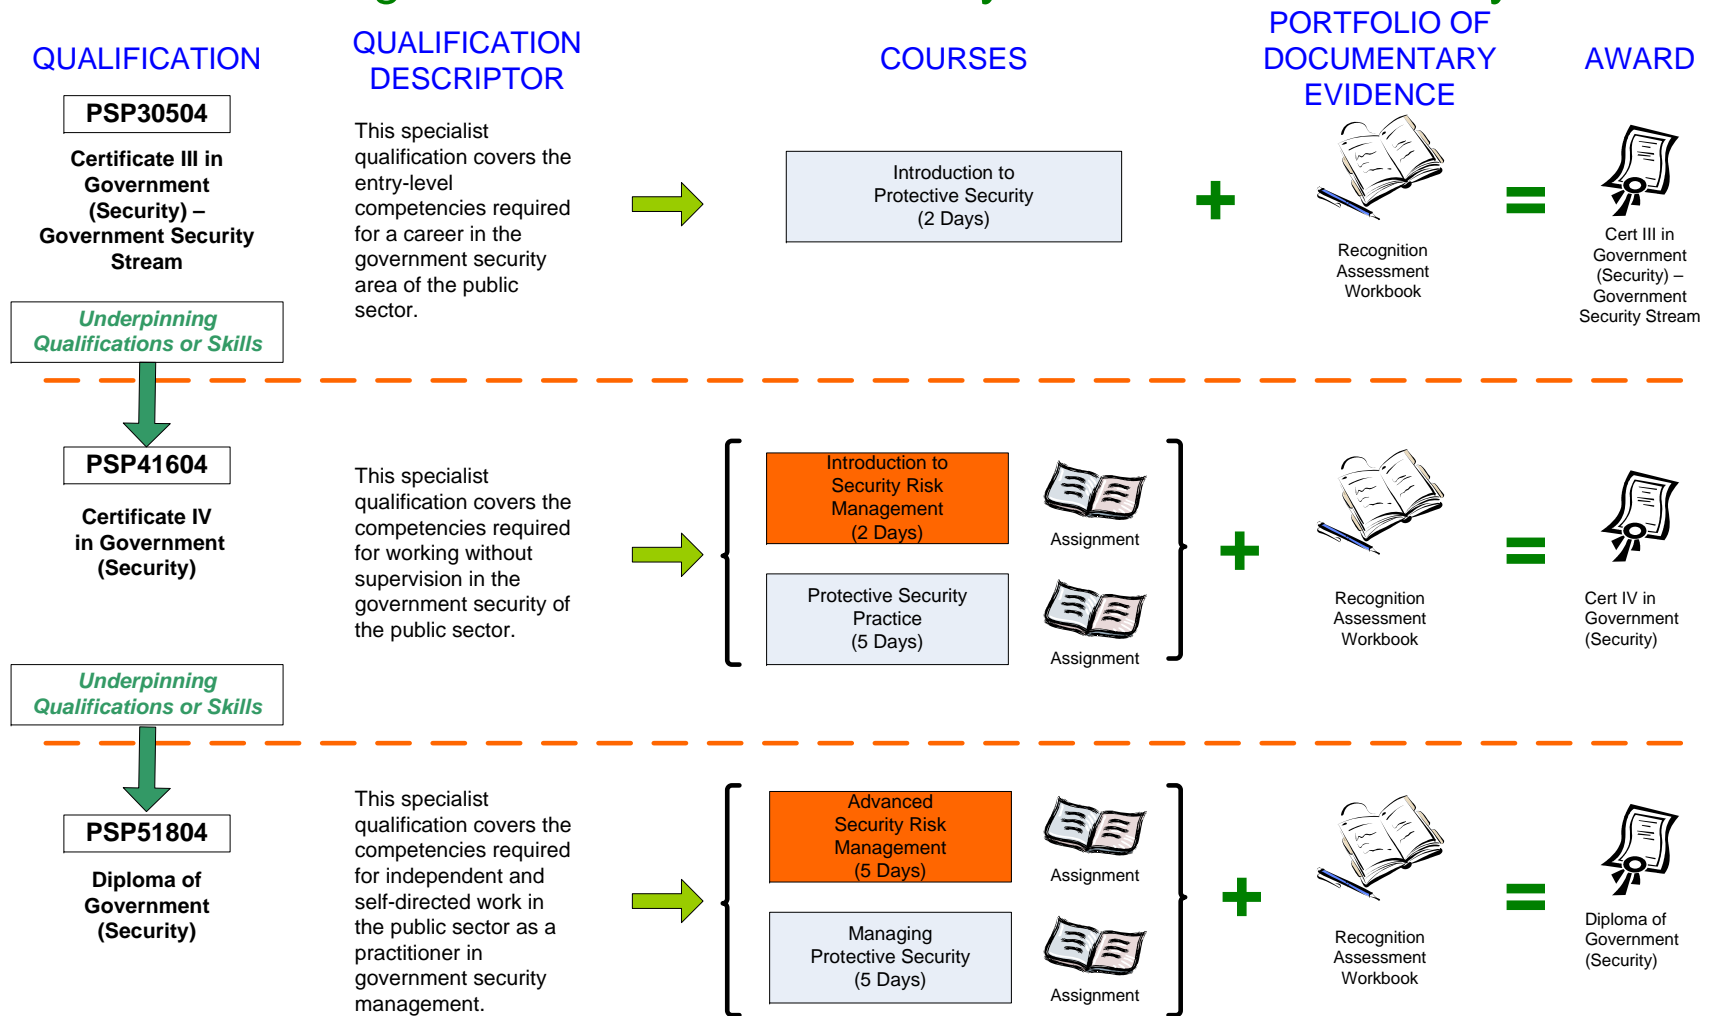 QUALIFICATION
QUALIFICATION
DESCRIPTOR
COURSES
PORTFOLIO OF
DOCUMENTARY
EVIDENCE
AWARD
PSP30504
Certificate III in
Government
(Security) –
Government Security
Stream
This specialist
qualification covers the
entry-level
competencies required
for a career in the
government security
area of the public
sector.
Introduction to
Protective Security
(2 Days)
Recognition
Assessment
Workbook
Cert III in
Government
(Security) –
Government
Security Stream
Underpinning
Qualifications or Skills
PSP41604
Certificate IV
in Government
(Security)
This specialist
qualification covers the
competencies required
for working without
supervision in the
government security of
the public sector.
Introduction to
Security Risk
Management
(2 Days)
Assignment
Protective Security
Practice
(5 Days)
Assignment
Recognition
Assessment
Workbook
Cert IV in
Government
(Security)
Underpinning
Qualifications or Skills
PSP51804
Diploma of
Government
(Security)
This specialist
qualification covers the
competencies required
for independent and
self-directed work in
the public sector as a
practitioner in
government security
management.
Advanced
Security Risk
Management
(5 Days)
Assignment
Managing
Protective Security
(5 Days)
Assignment
Recognition
Assessment
Workbook
Diploma of
Government
(Security)